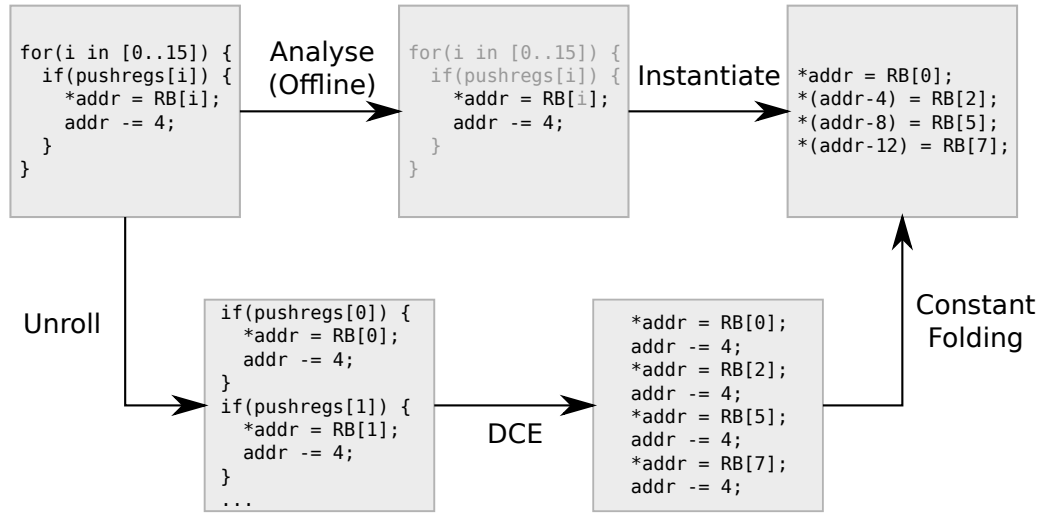 for(i in [0..15]) {
  if(pushregs[i]) {
    *addr = RB[i];
    addr -= 4;
  }
}
Analyse
(Offline)
for(i in [0..15]) {
  if(pushregs[i]) {
    *addr = RB[i];
    addr -= 4;
  }
}
Instantiate
*addr = RB[0];
*(addr-4) = RB[2];
*(addr-8) = RB[5];
*(addr-12) = RB[7];
Unroll
if(pushregs[0]) {
  *addr = RB[0];
  addr -= 4;
}
if(pushregs[1]) {
  *addr = RB[1];
  addr -= 4;
}
...
DCE
*addr = RB[0];
addr -= 4;
*addr = RB[2];
addr -= 4;
*addr = RB[5];
addr -= 4;
*addr = RB[7];
addr -= 4;
Constant
Folding